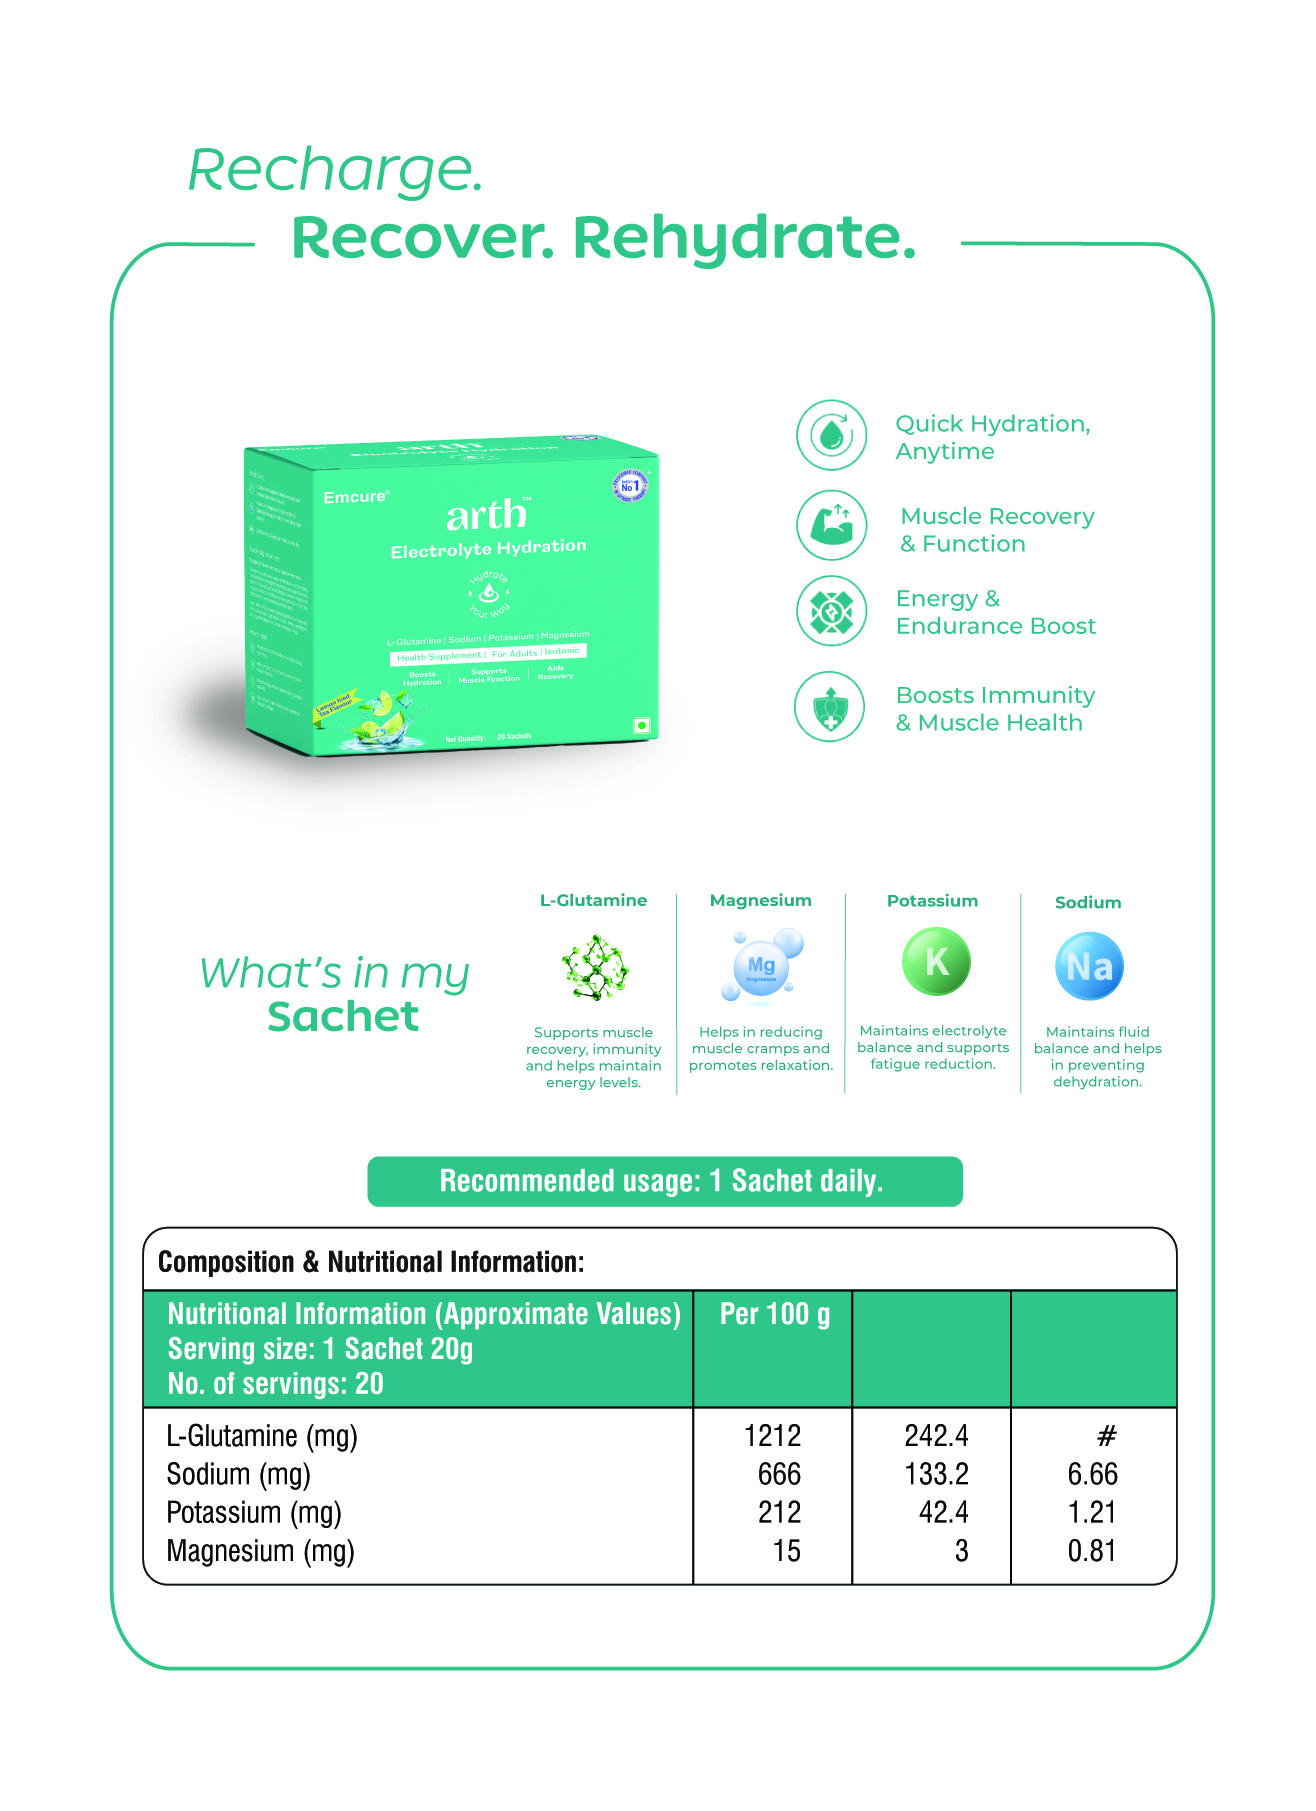 Recharge.
Recover. Rehydrate.
Emcure®
arth™
Electrolyte Hydration
Hydrate
Your Way
L-Glutamine | Sodium | Potassium | Magnesium
Health Supplement | For Adults | Isotonic
Boosts Hydration
Supports Muscle Function
Aids Recovery
Lemon Iced
Tea Flavour
Net Quantity: 20 Sachets
No 1
Quick Hydration,
Anytime
Muscle Recovery
& Function
Energy &
Endurance Boost
Boosts Immunity
& Muscle Health
What's in my
Sachet
L-Glutamine
Supports muscle
recovery, immunity
and helps maintain
energy levels.
Magnesium
Mg
Magnesium
Helps in reducing
muscle cramps and
promotes relaxation.
Potassium
K
Maintains electrolyte
balance and supports
fatigue reduction.
Sodium
Na
Maintains fluid
balance and helps
in preventing
dehydration.
Recommended usage: 1 Sachet daily.
Composition & Nutritional Information:
Nutritional Information (Approximate Values) Per 100 g
Serving size: 1 Sachet 20g
No. of servings: 20
L-Glutamine (mg) 1212 242.4 #
Sodium (mg) 666 133.2 6.66
Potassium (mg) 212 42.4 1.21
Magnesium (mg) 15 3 0.81